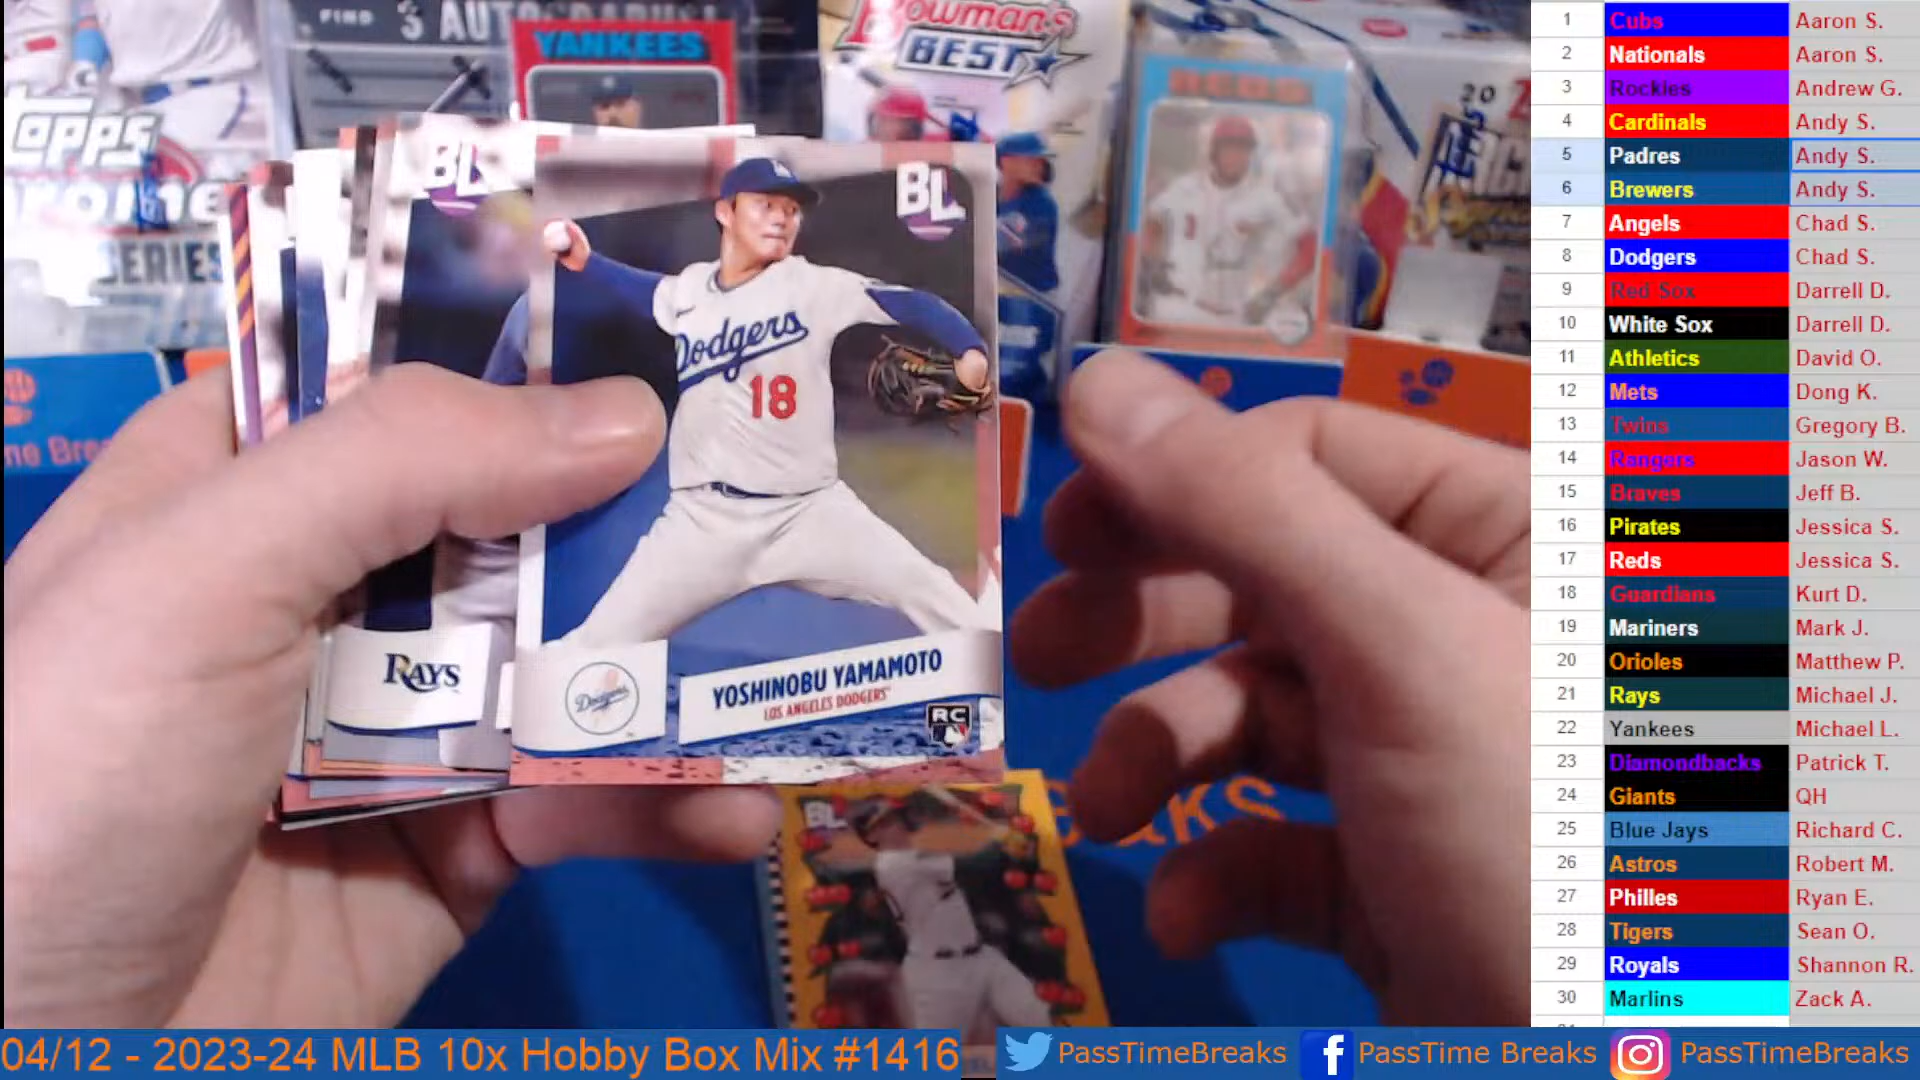 FIND 3 AUTOGRAPHS!
YANKEES
Bowman's
BEST
REDS
TOPPS
SERIES
BL
BL
Dodgers
18
RAYS
Dodgers
YOSHINOBU YAMAMOTO
LOS ANGELES DODGERS
RC
BL
1 Cubs Aaron S.
2 Nationals Aaron S.
3 Rockies Andrew G.
4 Cardinals Andy S.
5 Padres Andy S.
6 Brewers Andy S.
7 Angels Chad S.
8 Dodgers Chad S.
9 Red Sox Darrell D.
10 White Sox Darrell D.
11 Athletics David O.
12 Mets Dong K.
13 Twins Gregory B.
14 Rangers Jason W.
15 Braves Jeff B.
16 Pirates Jessica S.
17 Reds Jessica S.
18 Guardians Kurt D.
19 Mariners Mark J.
20 Orioles Matthew P.
21 Rays Michael J.
22 Yankees Michael L.
23 Diamondbacks Patrick T.
24 Giants QH
25 Blue Jays Richard C.
26 Astros Robert M.
27 Philles Ryan E.
28 Tigers Sean O.
29 Royals Shannon R.
30 Marlins Zack A.
04/12 - 2023-24 MLB 10x Hobby Box Mix #1416
PassTimeBreaks
PassTime Breaks
PassTimeBreaks